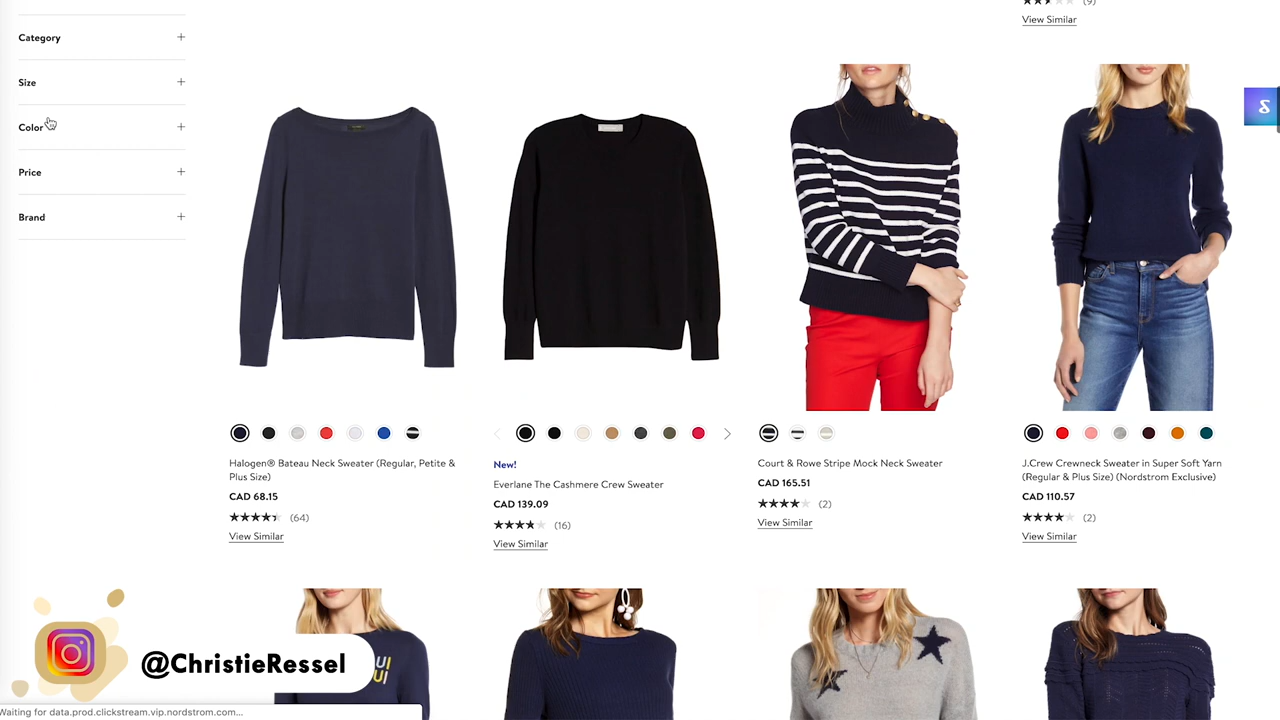 (9)
View Similar
Category
Size
Color
Price
Brand
Halogen® Bateau Neck Sweater (Regular, Petite &
Plus Size)
CAD 68.15
(64)
View Similar
New!
Everlane The Cashmere Crew Sweater
CAD 139.09
(16)
View Similar
Court & Rowe Stripe Mock Neck Sweater
CAD 165.51
(2)
View Similar
J.Crew Crewneck Sweater in Super Soft Yarn
(Regular & Plus Size) (Nordstrom Exclusive)
CAD 110.57
(2)
View Similar
@ChristieRessel
Waiting for data.prod.clickstream.vip.nordstrom.com...